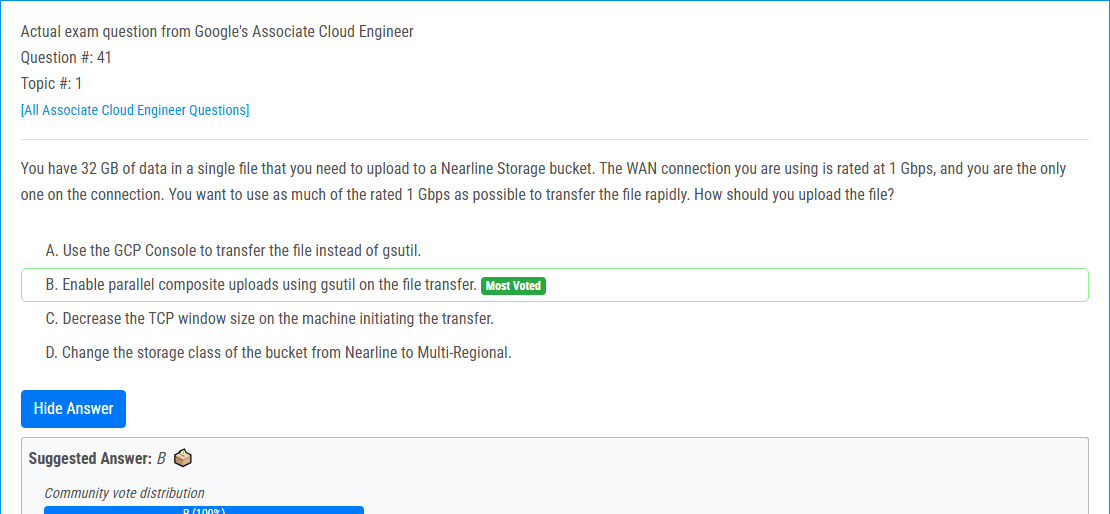 Actual exam question from Google's Associate Cloud Engineer
Question #: 41
Topic #: 1
[All Associate Cloud Engineer Questions]
You have 32 GB of data in a single file that you need to upload to a Nearline Storage bucket. The WAN connection you are using is rated at 1 Gbps, and you are the only
one on the connection. You want to use as much of the rated 1 Gbps as possible to transfer the file rapidly. How should you upload the file?
A. Use the GCP Console to transfer the file instead of gsutil.
B. Enable parallel composite uploads using gsutil on the file transfer. Most Voted
C. Decrease the TCP window size on the machine initiating the transfer.
D. Change the storage class of the bucket from Nearline to Multi-Regional.
Hide Answer
Suggested Answer: B
Community vote distribution
B (100%)